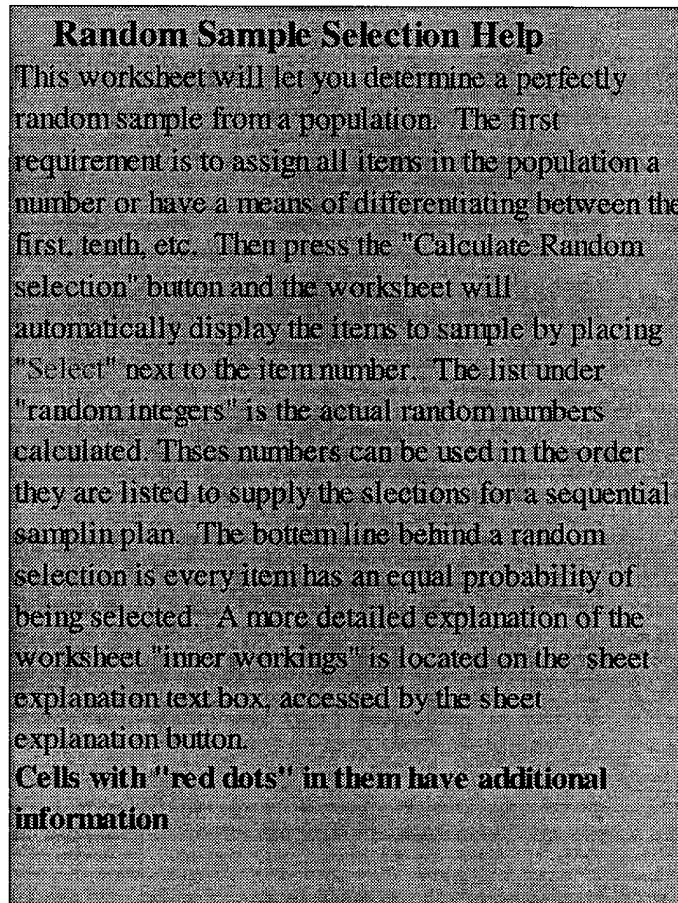 Random Sample Selection Help
This worksheet will let you determine a perfectly
random sample from a population. The first
requirement is to assign all items in the population a
number or have a means of differentiating between the
first, tenth, etc. Then press the "Calculate Random
selection" button and the worksheet will
automatically display the items to sample by placing
"Select" next to the item number. The list under
"random integers" is the actual random numbers
calculated. Thses numbers can be used in the order
they are listed to supply the slections for a sequential
samplin plan. The bottem line behind a random
selection is every item has an equal probability of
being selected. A more detailed explanation of the
worksheet "inner workings" is located on the sheet
explanation text box, accessed by the sheet
explanation button.
Cells with "red dots" in them have additional
information